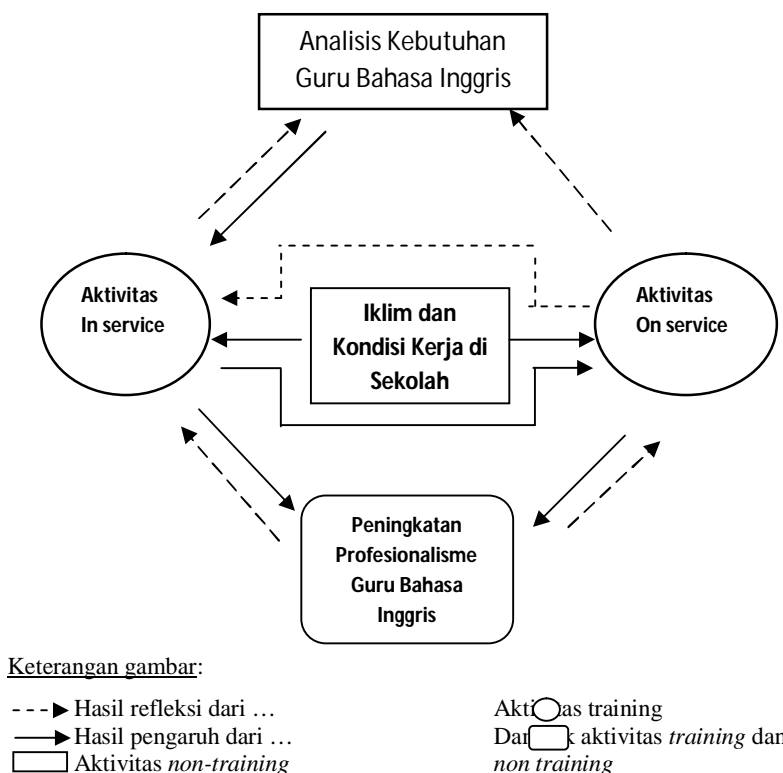 Analisis Kebutuhan
Guru Bahasa Inggris
Aktivitas
In service
Iklim dan
Kondisi Kerja di
Sekolah
Aktivitas
On service
Peningkatan
Profesionalisme
Guru Bahasa
Inggris
Keterangan gambar:
Hasil refleksi dari …
Hasil pengaruh dari …
Aktivitas non-training
as training
aktivitas training dan
non training